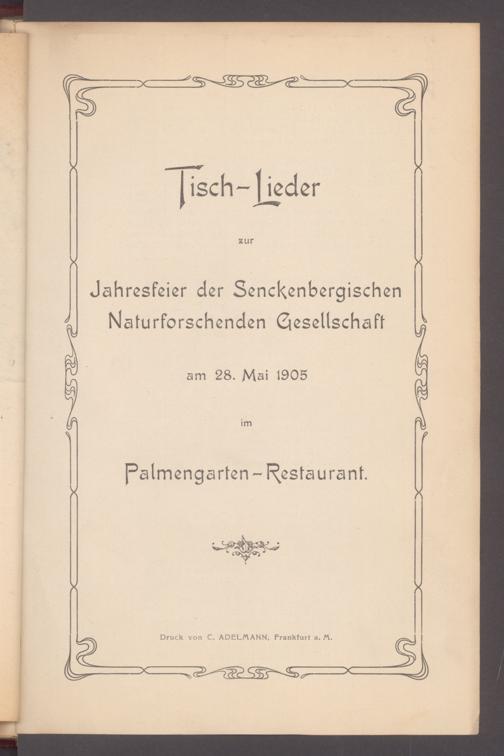 Tisch-Lieder
zur
Jahresfeier der Senckenbergischen
Naturforschenden Gesellschaft
am 28. Mai 1905
im
Palmengarten-Restaurant.
Druck von C. ADELMANN, Frankfurt a. M.